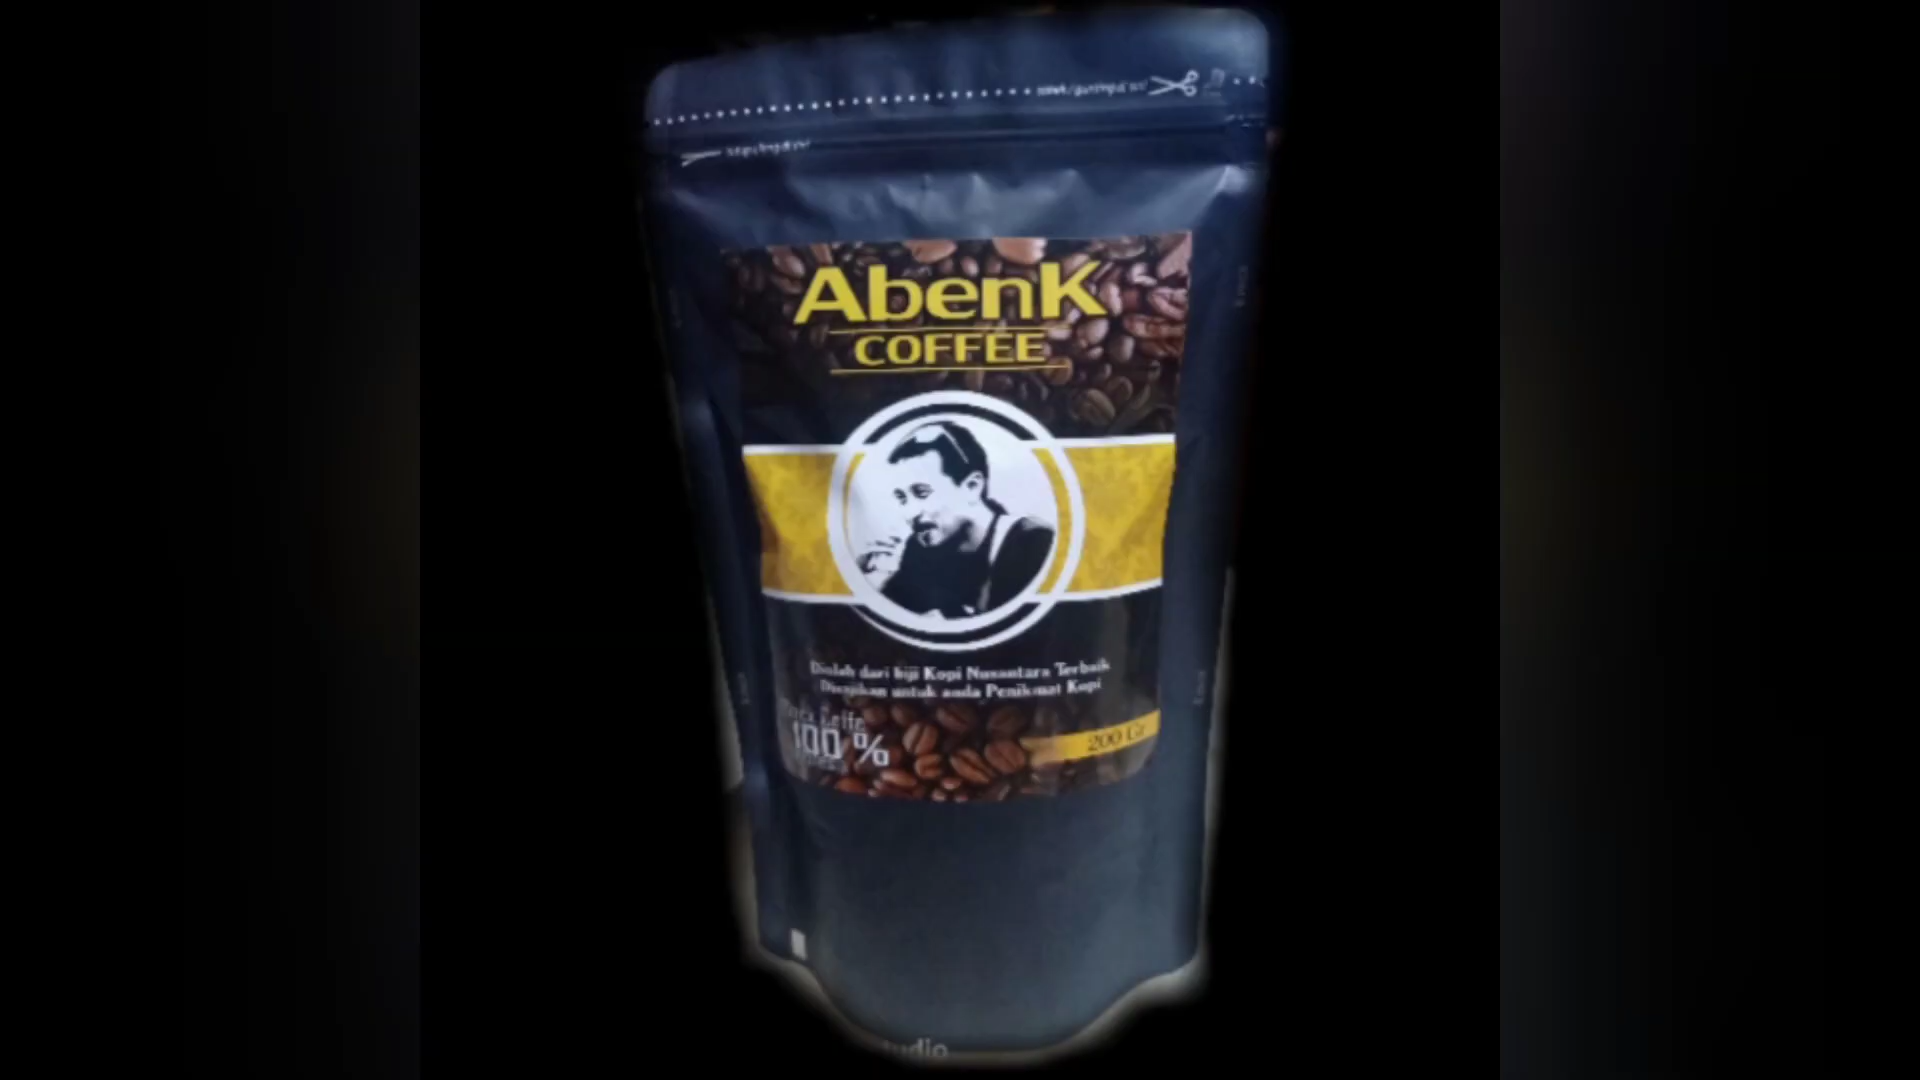 AbenK
COFFEE
Diolah dari biji Kopi Nusantara Terbaik
Disajikan untuk anda Penikmat Kopi
100 %
200 Gr